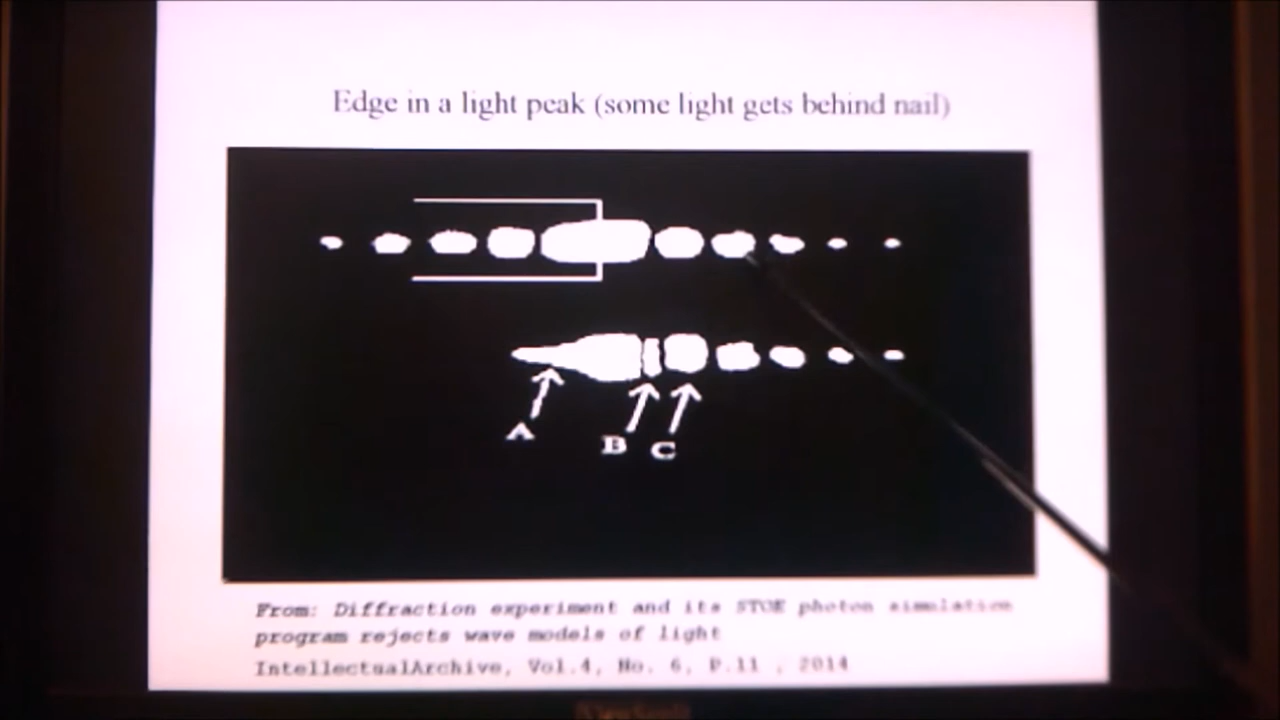 Edge in a light peak (some light gets behind nail)
A
B
C
From: Diffraction experiment and its STOE photon simulation
program rejects wave models of light
IntellectualArchive, Vol.4, No. 6, P.11 , 2014